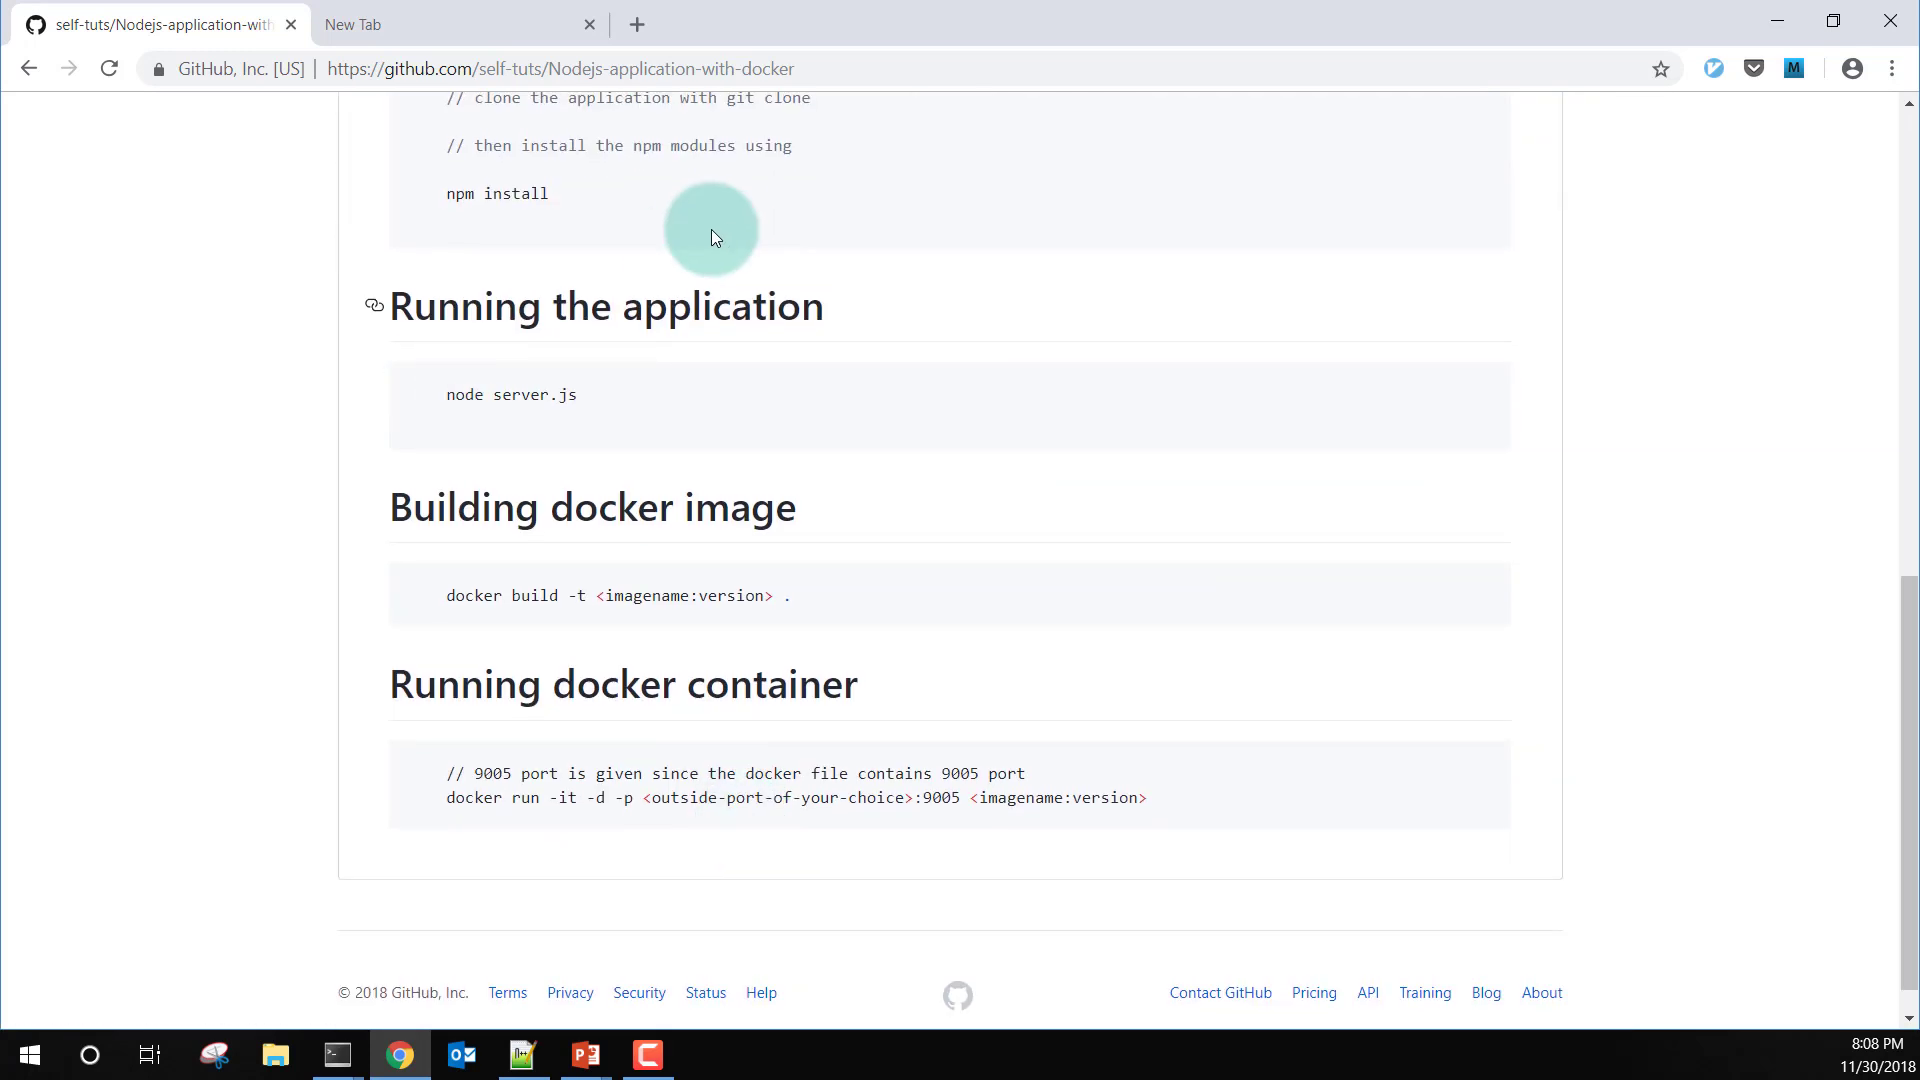 self-tuts/Nodejs-application-with
New Tab
GitHub, Inc. [US] | https://github.com/self-tuts/Nodejs-application-with-docker
M
// clone the application with git clone
// then install the npm modules using
npm install
Running the application
node server.js
Building docker image
docker build -t <imagename:version> .
Running docker container
// 9005 port is given since the docker file contains 9005 port
docker run -it -d -p <outside-port-of-your-choice>:9005 <imagename:version>
© 2018 GitHub, Inc. Terms Privacy Security Status Help Contact GitHub Pricing API Training Blog About
8:08 PM
11/30/2018